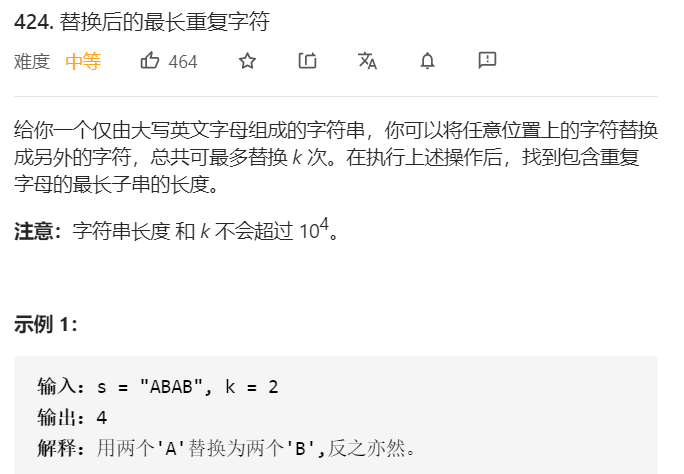 424. 替换后的最长重复字符
难度 中等 464
给你一个仅由大写英文字母组成的字符串，你可以将任意位置上的字符替换
成另外的字符，总共可最多替换 k 次。在执行上述操作后，找到包含重复
字母的最长子串的长度。
注意：字符串长度 和 k 不会超过 10⁴。
示例 1：
输入：s = "ABAB", k = 2
输出：4
解释：用两个'A'替换为两个'B',反之亦然。